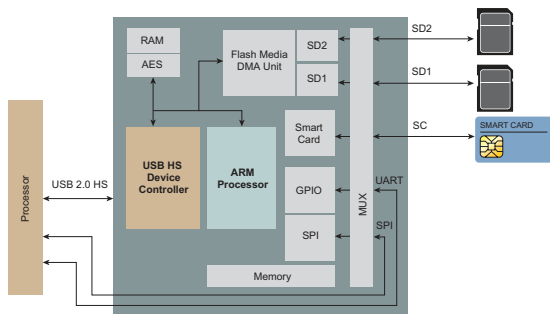 RAM
AES
Flash Media
DMA Unit
SD2
SD1
SD2
SD1
SMART CARD
SC
Smart
Card
USB HS
Device
Controller
ARM
Processor
GPIO
SPI
MUX
UART
SPI
Processor
USB 2.0 HS
Memory